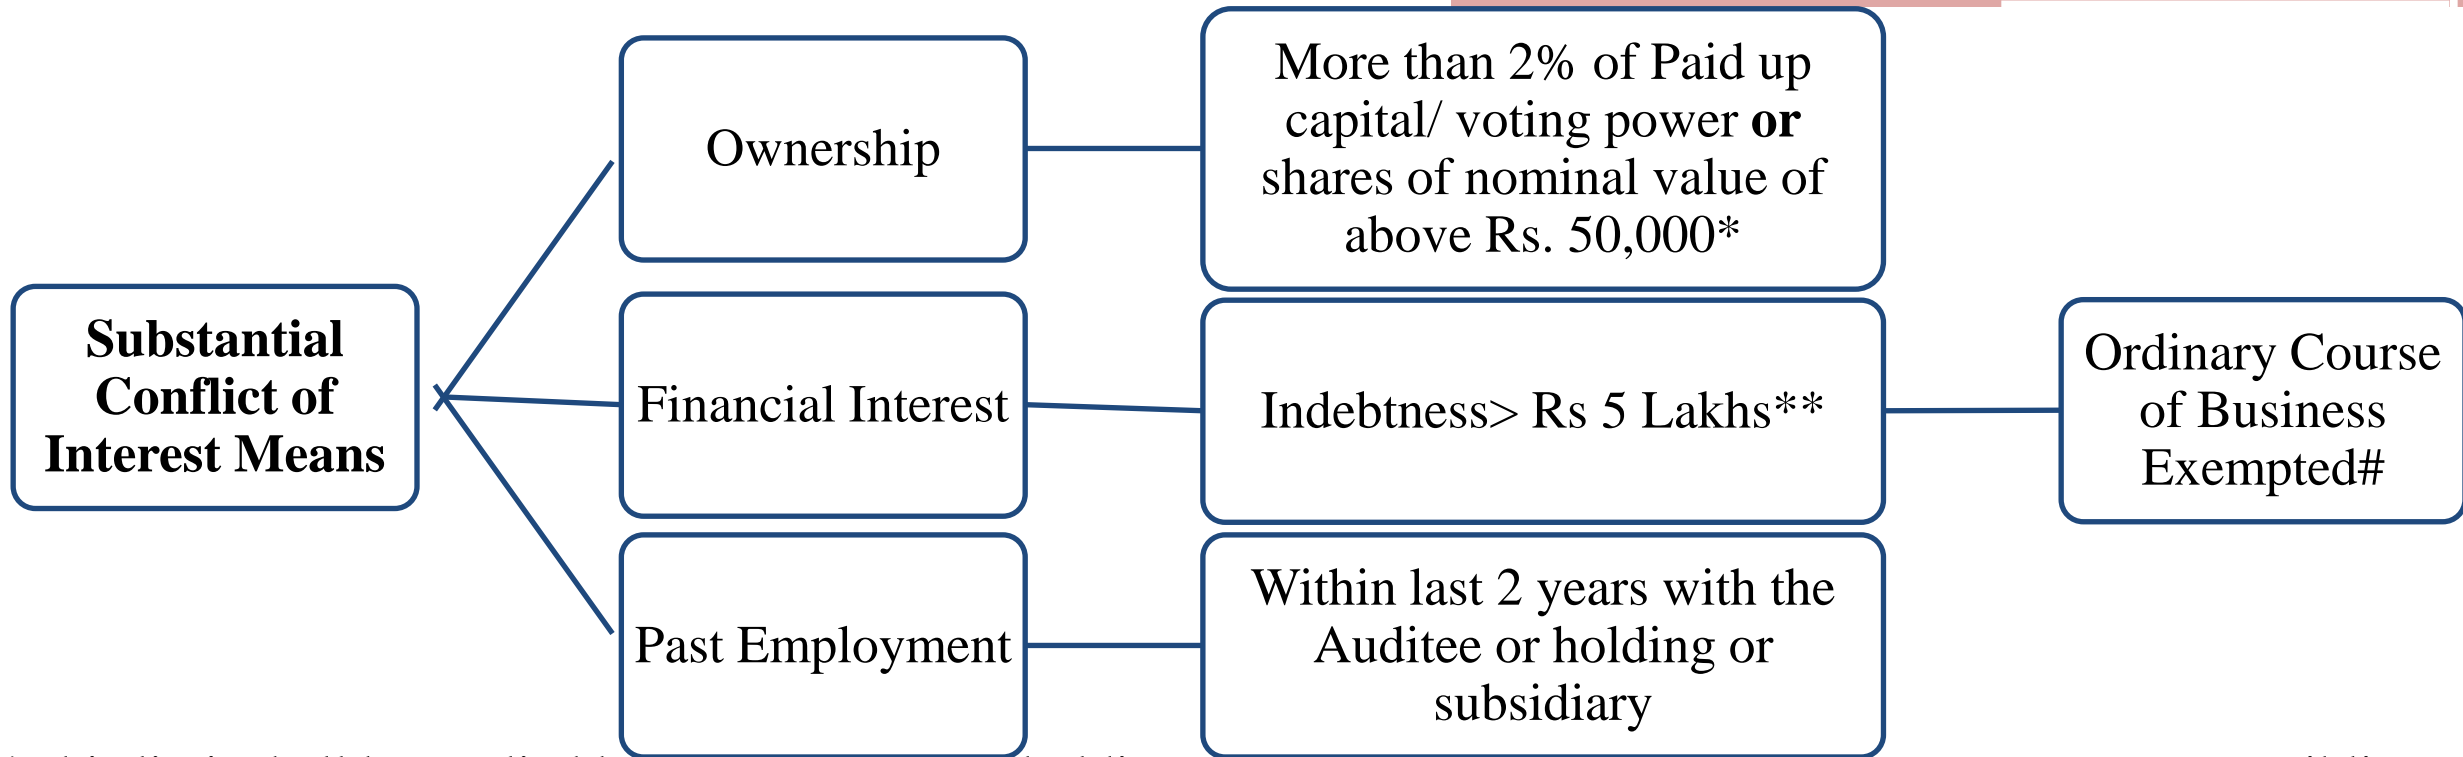 Substantial
Conflict of
Interest Means
Ownership
More than 2% of Paid up
capital/ voting power or
shares of nominal value of
above Rs. 50,000*
Financial Interest
Indebtness> Rs 5 Lakhs**
Ordinary Course
of Business
Exempted#
Past Employment
Within last 2 years with the
Auditee or holding or
subsidiary